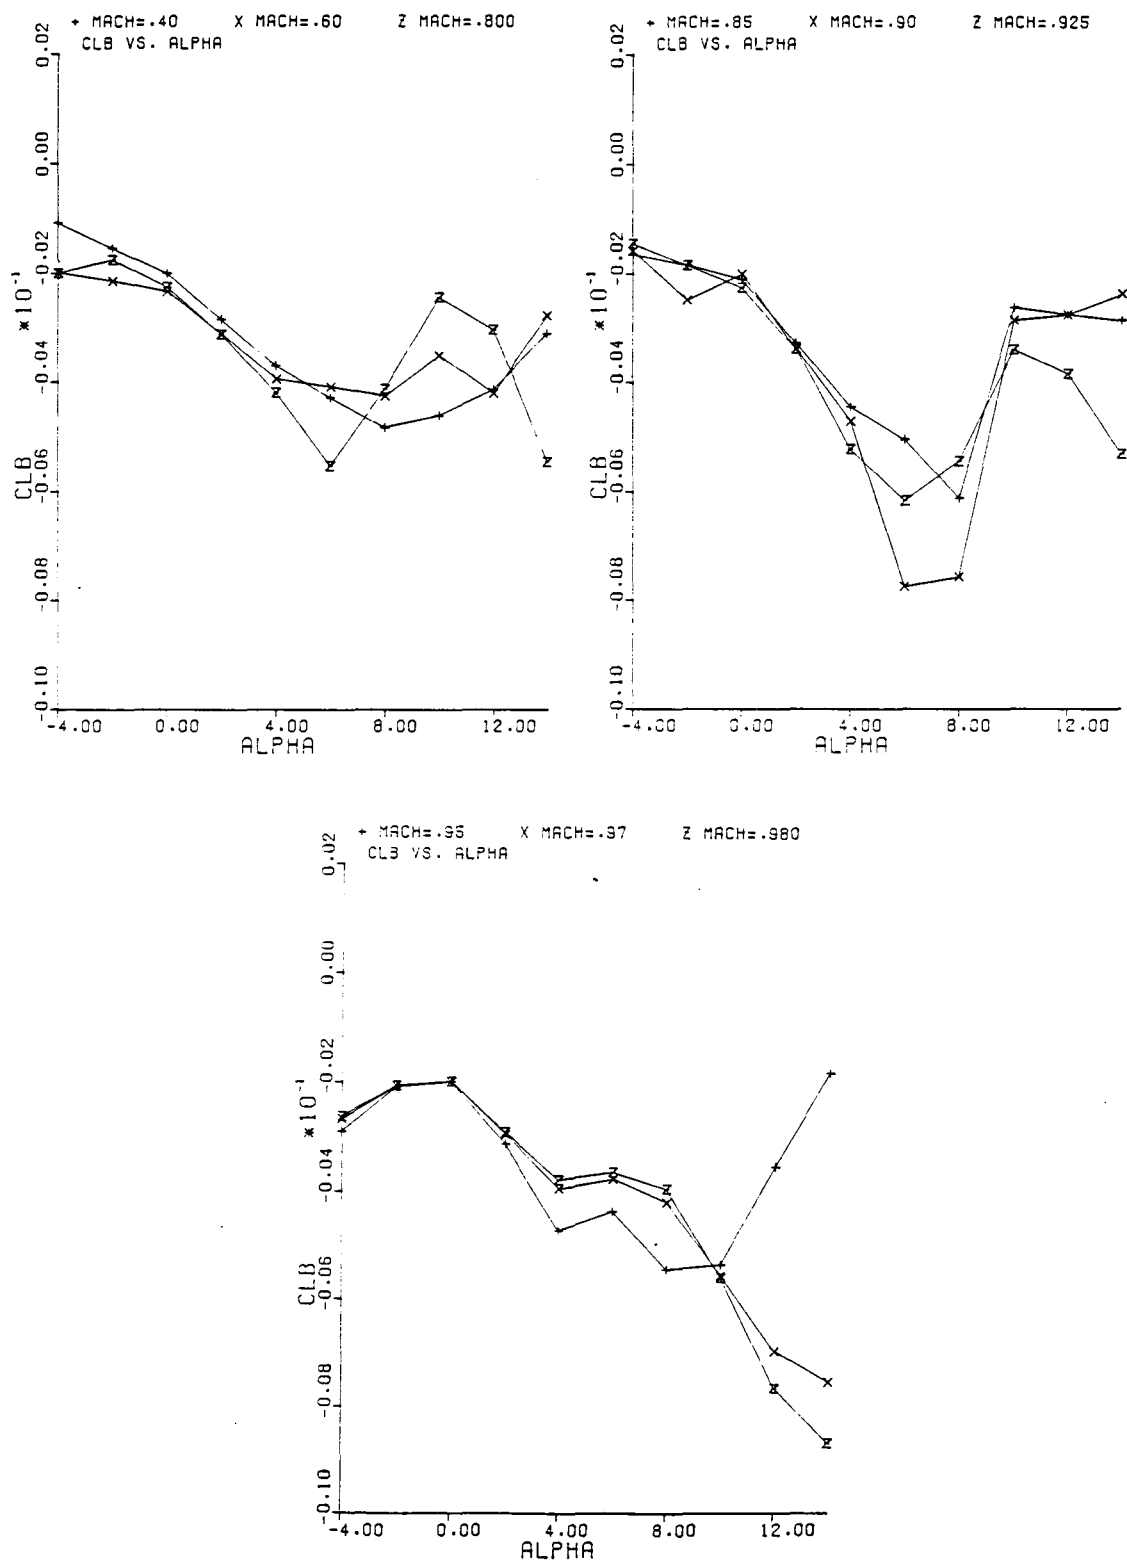 + MACH=.40 X MACH=.60 Z MACH=.800
CLB VS. ALPHA
0.02
0.00
-0.02
-0.04
-0.06
-0.08
-0.10
CLB *10⁻¹
-4.00 0.00 4.00 8.00 12.00
ALPHA
+ MACH=.85 X MACH=.90 Z MACH=.925
CLB VS. ALPHA
0.02
0.00
-0.02
-0.04
-0.06
-0.08
-0.10
CLB *10⁻¹
-4.00 0.00 4.00 8.00 12.00
ALPHA
+ MACH=.95 X MACH=.97 Z MACH=.980
CLB VS. ALPHA
0.02
0.00
-0.02
-0.04
-0.06
-0.08
-0.10
CLB *10⁻¹
-4.00 0.00 4.00 8.00 12.00
ALPHA